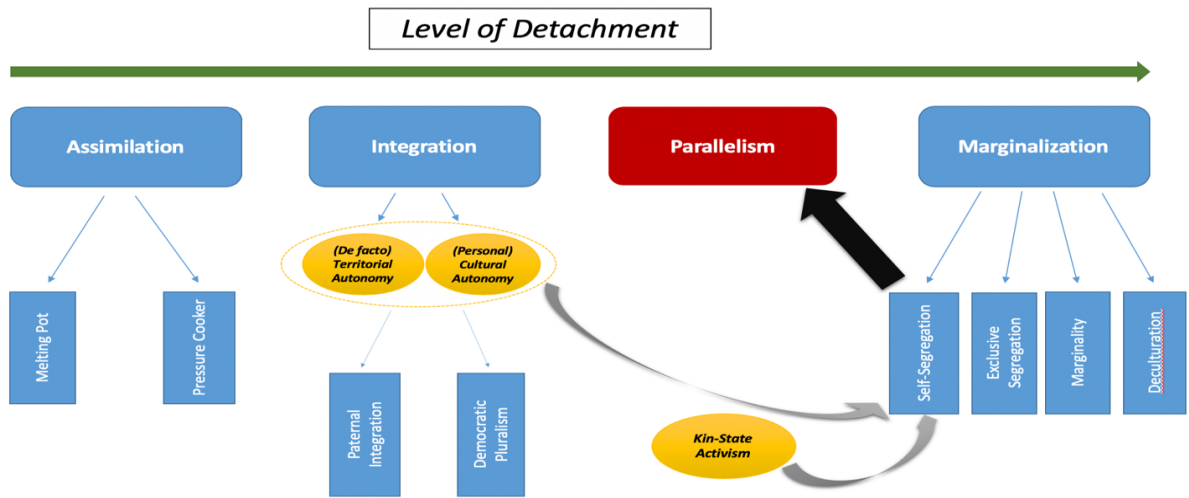 Level of Detachment
Assimilation
Integration
Parallelism
Marginalization
(De facto)
Territorial
Autonomy
(Personal)
Cultural
Autonomy
Melting Pot
Pressure Cooker
Paternal
Integration
Democratic
Pluralism
Kin-State
Activism
Self-Segregation
Exclusive
Segregation
Marginality
Deculturation